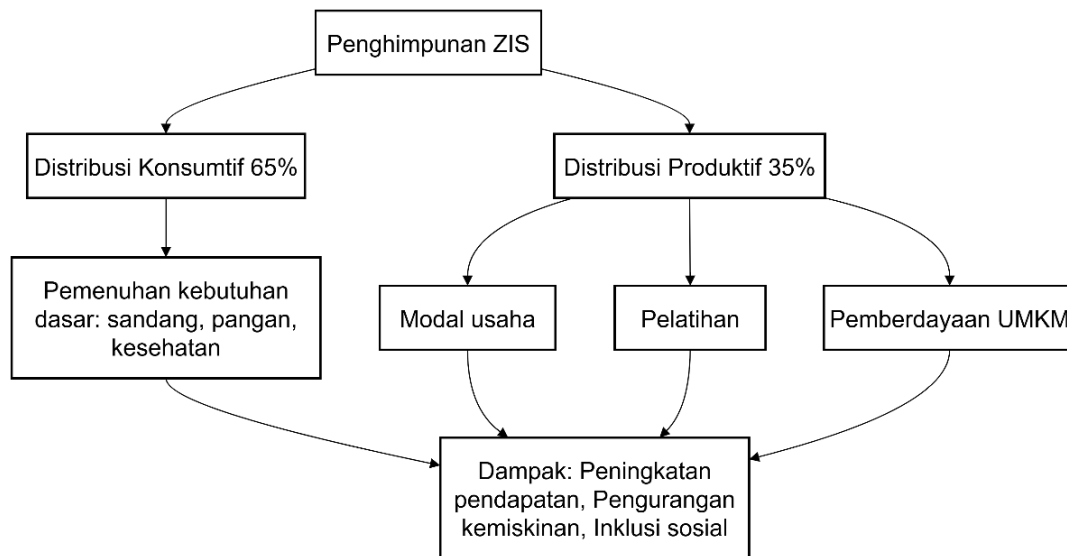 Penghimpunan ZIS
Distribusi Konsumtif 65%
Distribusi Produktif 35%
Pemenuhan kebutuhan
dasar: sandang, pangan,
kesehatan
Modal usaha
Pelatihan
Pemberdayaan UMKM
Dampak: Peningkatan
pendapatan, Pengurangan
kemiskinan, Inklusi sosial